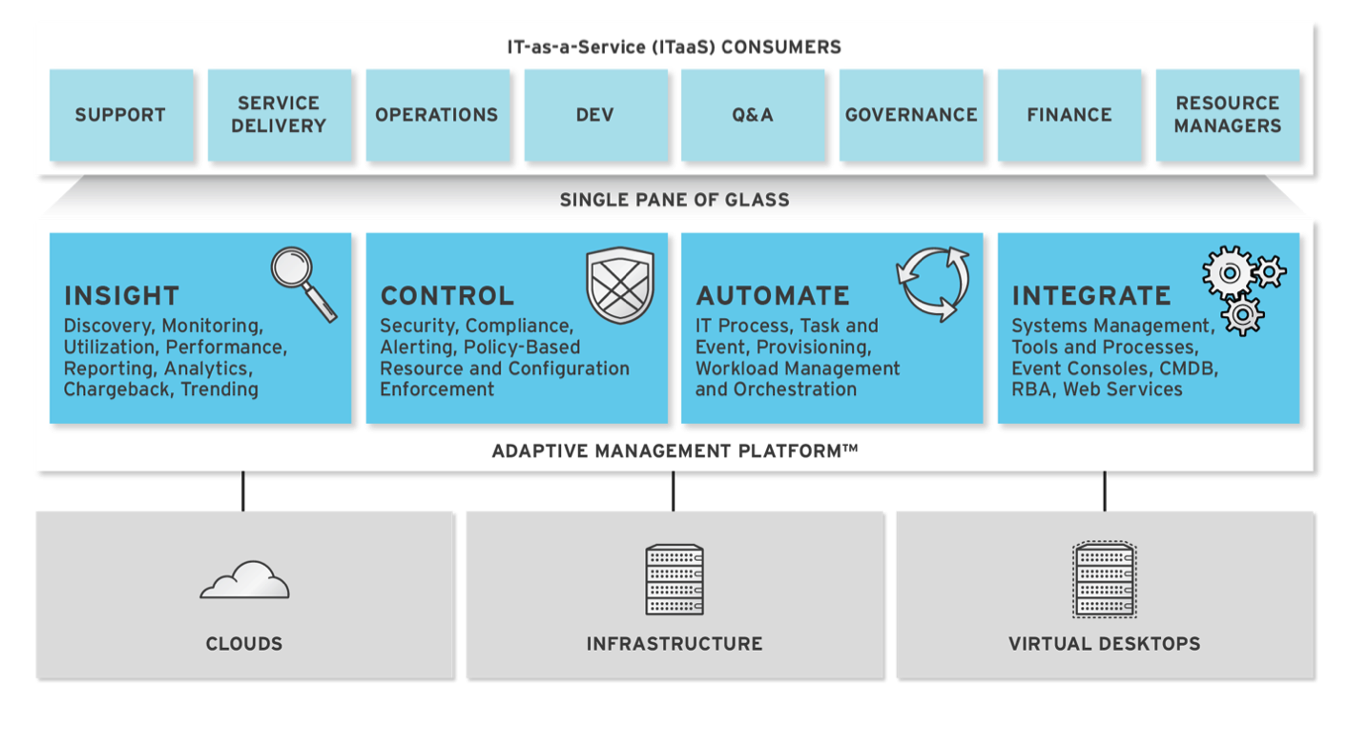 IT-as-a-Service (ITaaS) CONSUMERS
SUPPORT
SERVICE
DELIVERY
OPERATIONS
DEV
Q&A
GOVERNANCE
FINANCE
RESOURCE
MANAGERS
SINGLE PANE OF GLASS
INSIGHT
Discovery, Monitoring,
Utilization, Performance,
Reporting, Analytics,
Chargeback, Trending
CONTROL
Security, Compliance,
Alerting, Policy-Based
Resource and Configuration
Enforcement
AUTOMATE
IT Process, Task and
Event, Provisioning,
Workload Management
and Orchestration
INTEGRATE
Systems Management,
Tools and Processes,
Event Consoles, CMDB,
RBA, Web Services
ADAPTIVE MANAGEMENT PLATFORM™
CLOUDS
INFRASTRUCTURE
VIRTUAL DESKTOPS